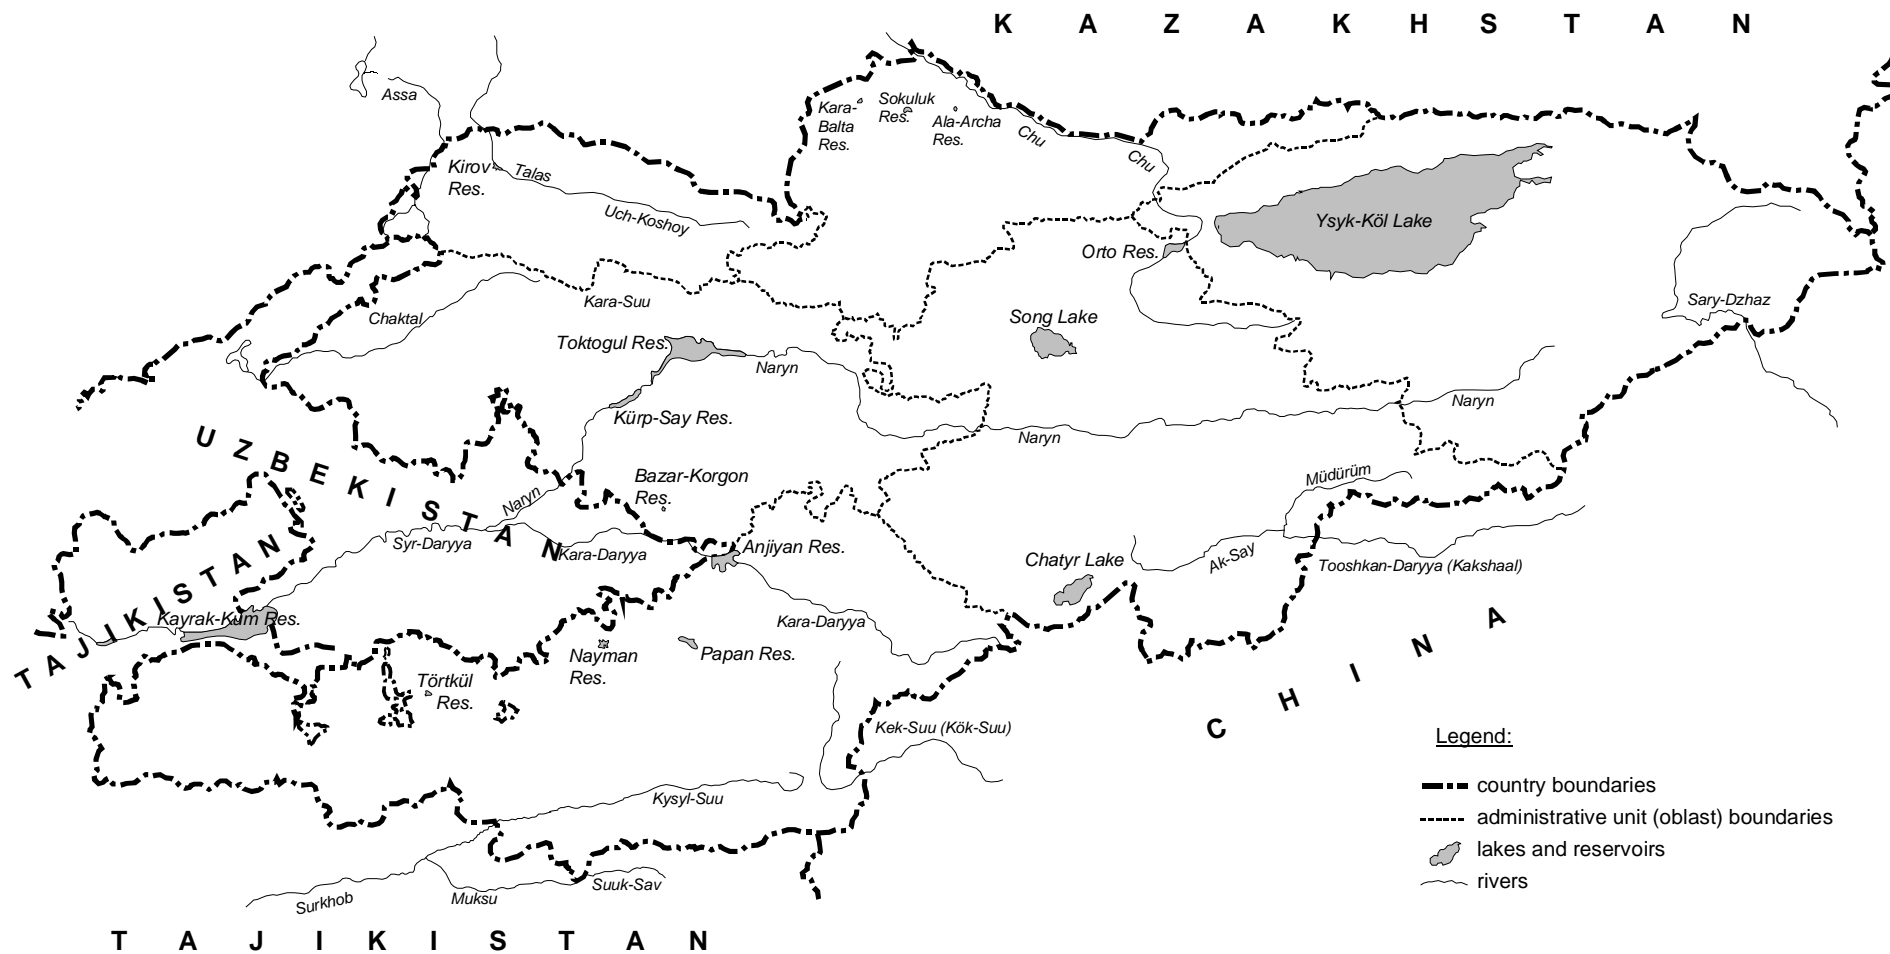 K A Z A K H S T A N
Assa
Kara-
Balta
Res.
Sokuluk
Res.
Ala-Archa
Res.
Chu
Chu
Kirov
Res.
Talas
Uch-Koshoy
Ysyk-Köl Lake
Orto Res.
Kara-Suu
Chaktal
Sary-Dzhaz
Song Lake
Toktogul Res.
Naryn
Kürp-Say Res.
Naryn
Naryn
U Z B E K I S T A N
Bazar-Korgon
Res.
Müdürüm
Naryn
Syr-Daryya
Kara-Daryya
Anjiyan Res.
Chatyr Lake
Ak-Say
Tooshkan-Daryya (Kakshaal)
T A J I K I S T A N
Kayrak-Kum Res.
Kara-Daryya
C H I N A
Nayman
Res.
Papan Res.
Törtkül
Res.
Kek-Suu (Kök-Suu)
Kysyl-Suu
Suuk-Sav
Muksu
Surkhob
T A J I K I S T A N
Legend:
country boundaries
administrative unit (oblast) boundaries
lakes and reservoirs
rivers